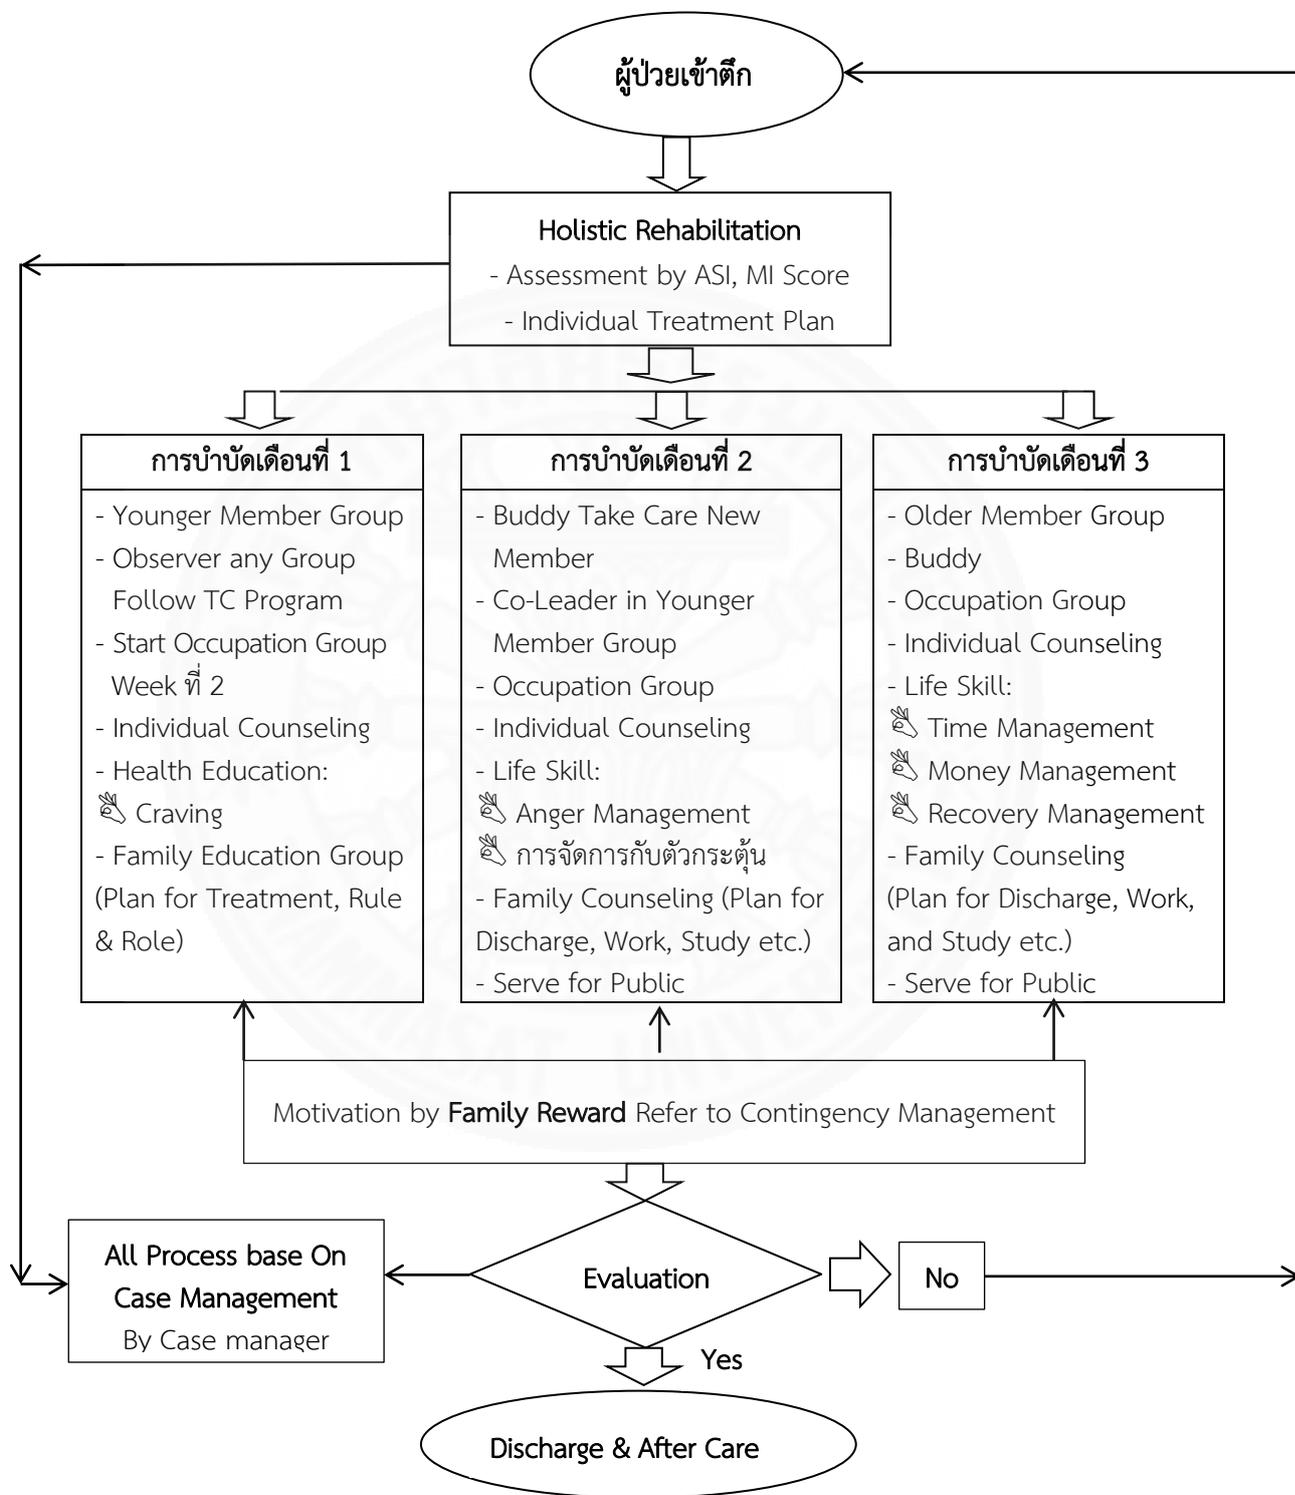 ผู้ป่วยเข้าตึก
Holistic Rehabilitation
- Assessment by ASI, MI Score
- Individual Treatment Plan
การบำบัดเดือนที่ 1
- Younger Member Group
- Observer any Group
Follow TC Program
- Start Occupation Group
Week ที่ 2
- Individual Counseling
- Health Education:
Craving
- Family Education Group
(Plan for Treatment, Rule
& Role)
การบำบัดเดือนที่ 2
- Buddy Take Care New
Member
- Co-Leader in Younger
Member Group
- Occupation Group
- Individual Counseling
- Life Skill:
Anger Management
การจัดการกับตัวกระตุ้น
- Family Counseling (Plan for
Discharge, Work, Study etc.)
- Serve for Public
การบำบัดเดือนที่ 3
- Older Member Group
- Buddy
- Occupation Group
- Individual Counseling
- Life Skill:
Time Management
Money Management
Recovery Management
- Family Counseling
(Plan for Discharge, Work,
and Study etc.)
- Serve for Public
Motivation by Family Reward Refer to Contingency Management
All Process base On
Case Management
By Case manager
Evaluation
No
Yes
Discharge & After Care
THAMMASAT UNIVERSITY